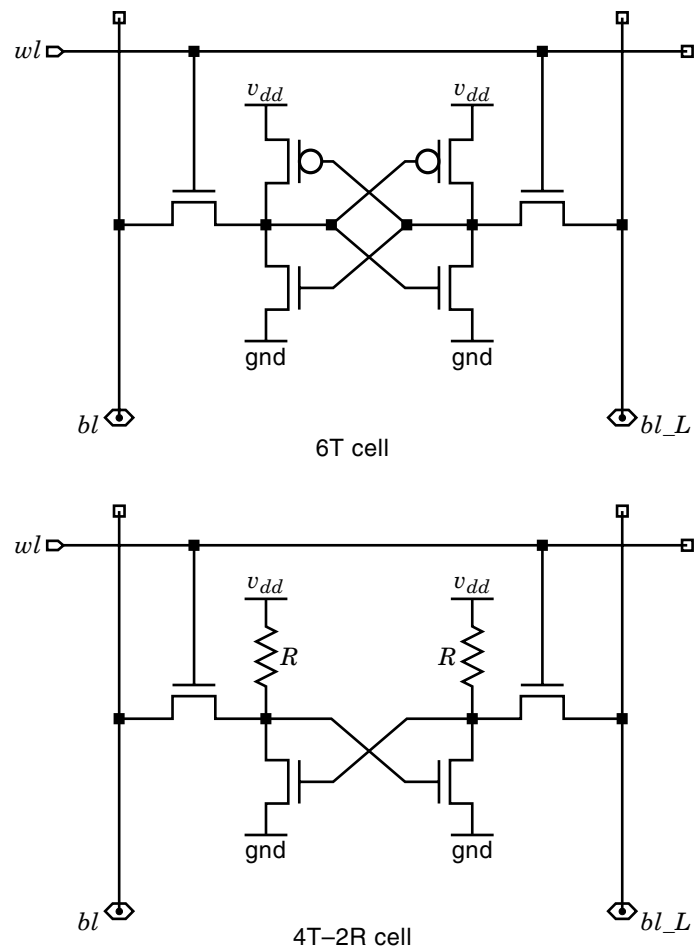 wl
v_dd v_dd
gnd gnd
bl bl_L
6T cell
wl
v_dd v_dd
R R
gnd gnd
bl bl_L
4T–2R cell